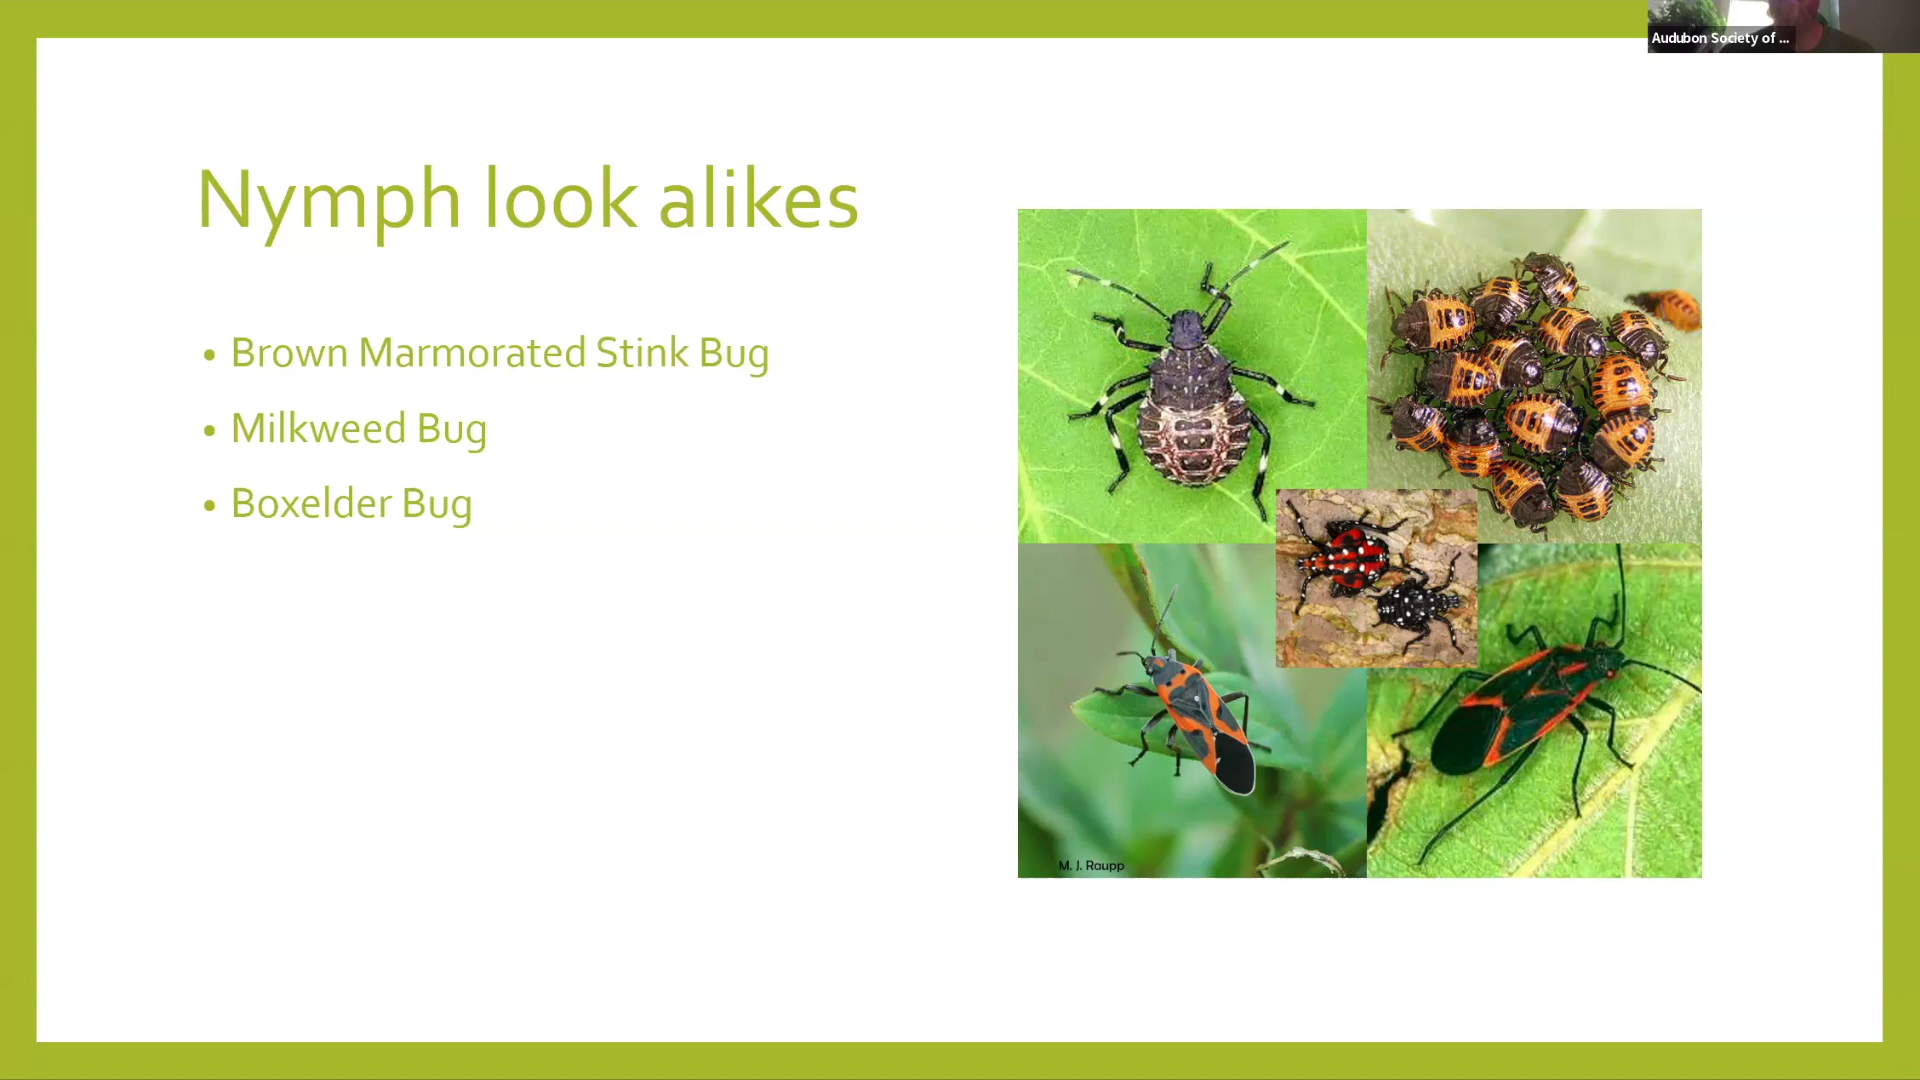 Audubon Society of ...
Nymph look alikes
• Brown Marmorated Stink Bug
• Milkweed Bug
• Boxelder Bug
M. J. Raupp